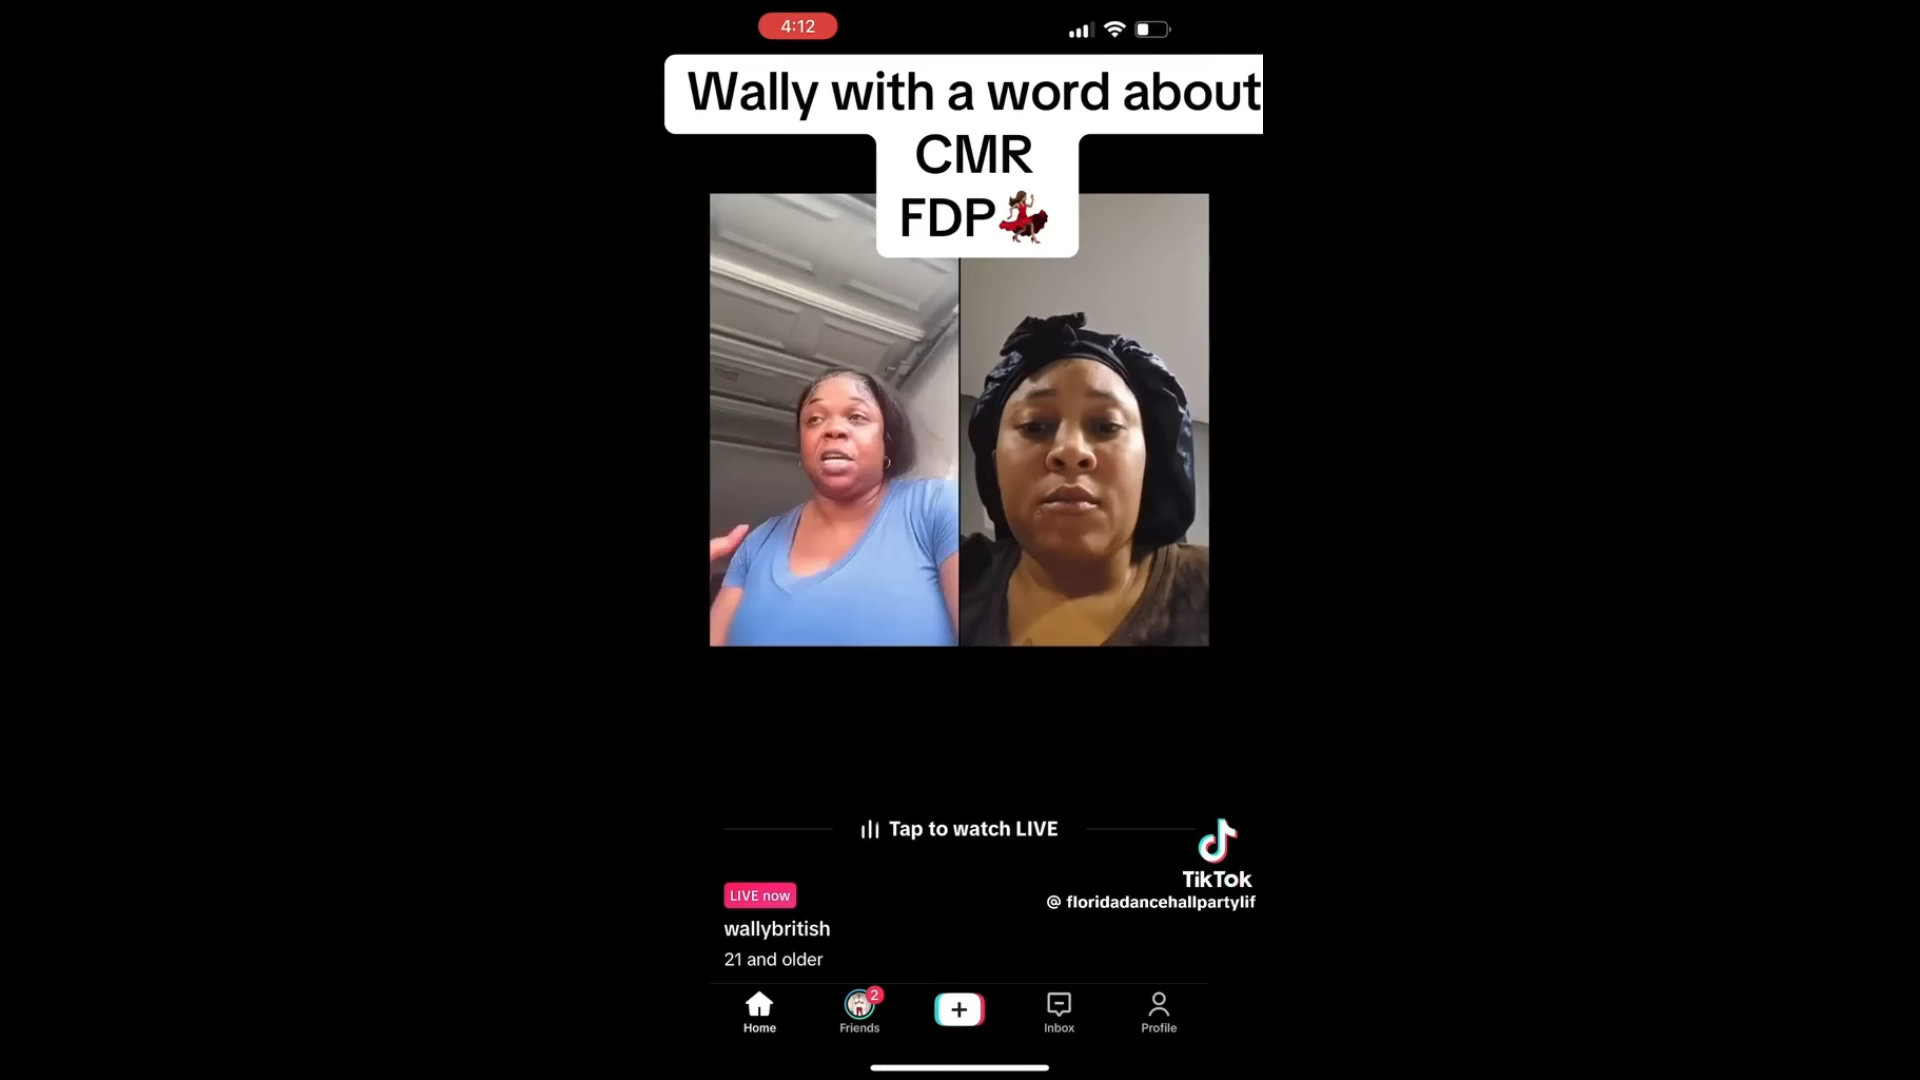 4:12
Wally with a word about
CMR
FDP
Tap to watch LIVE
TikTok
@ floridadancehallpartylif
LIVE now
wallybritish
21 and older
2
Home
Friends
Inbox
Profile